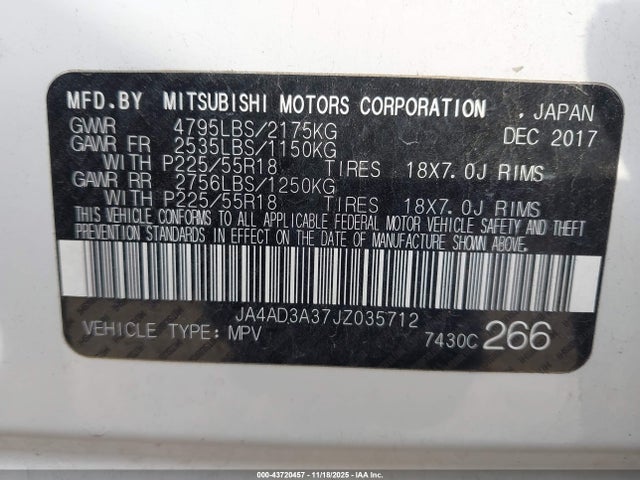 MFD.BY MITSUBISHI MOTORS CORPORATION , JAPAN
GVWR 4795LBS/2175KG DEC 2017
GAWR FR 2535LBS/1150KG
WITH P225/55R18 TIRES 18X7.0J RIMS
GAWR RR 2756LBS/1250KG
WITH P225/55R18 TIRES 18X7.0J RIMS
THIS VEHICLE CONFORMS TO ALL APPLICABLE FEDERAL MOTOR VEHICLE SAFETY AND THEFT
PREVENTION STANDARDS IN EFFECT ON THE DATE OF MANUFACTURE SHOWN ABOVE.
JA4AD3A37JZ035712
VEHICLE TYPE: MPV 7430C 266
000-43720457 - 11/18/2025 - IAA, Inc.